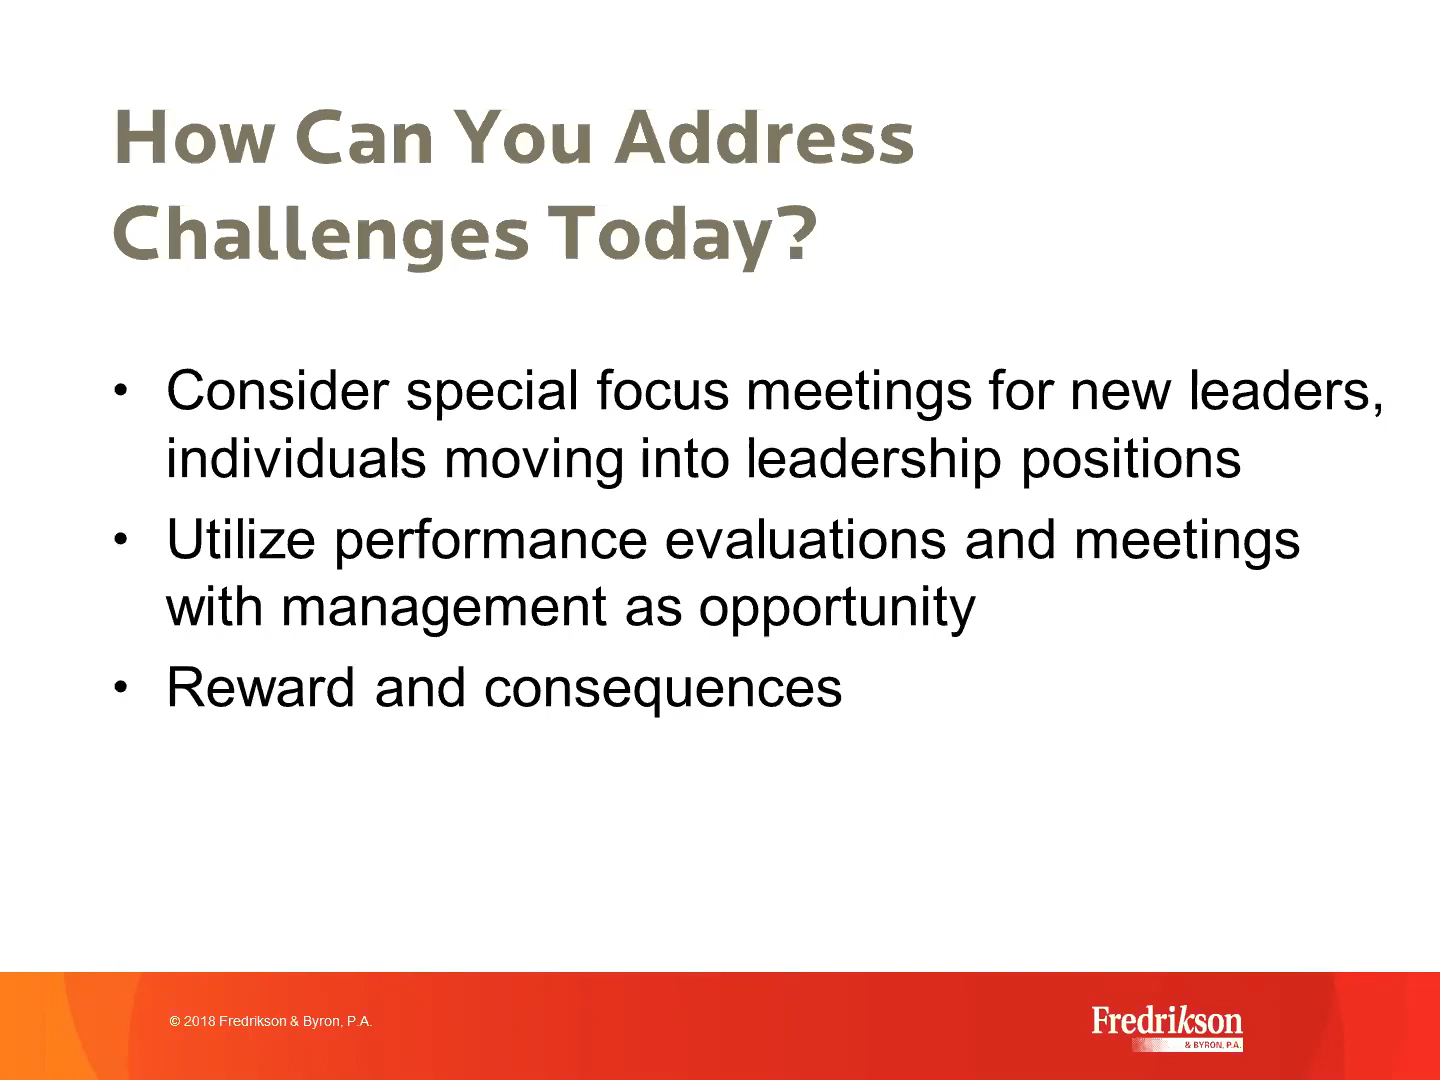 How Can You Address
Challenges Today?
• Consider special focus meetings for new leaders,
individuals moving into leadership positions
• Utilize performance evaluations and meetings
with management as opportunity
• Reward and consequences
© 2018 Fredrikson & Byron, P.A.
Fredrikson
& BYRON, P.A.